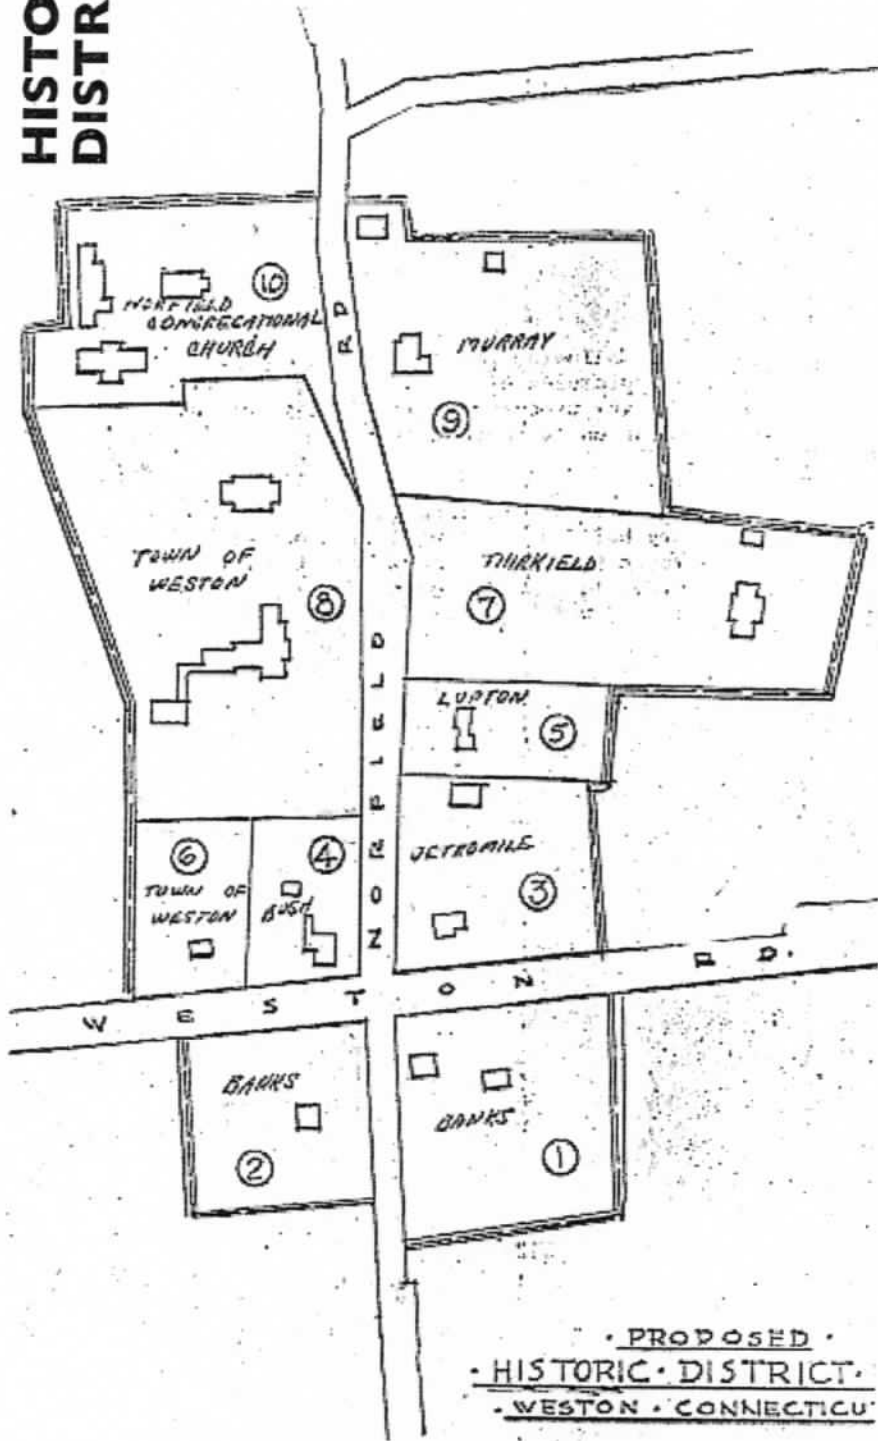 HISTO
DISTR
10
NORFIELD
CONGREGATIONAL
CHURCH
MURRAY
9
TOWN OF
WESTON
8
THIRKIELD
7
LUPTON
5
NORFIELD RD
6
TOWN OF
WESTON
4
BUSH
3
WESTON RD.
BANKS
2
BANKS
1
· PROPOSED ·
· HISTORIC · DISTRICT ·
· WESTON · CONNECTICU